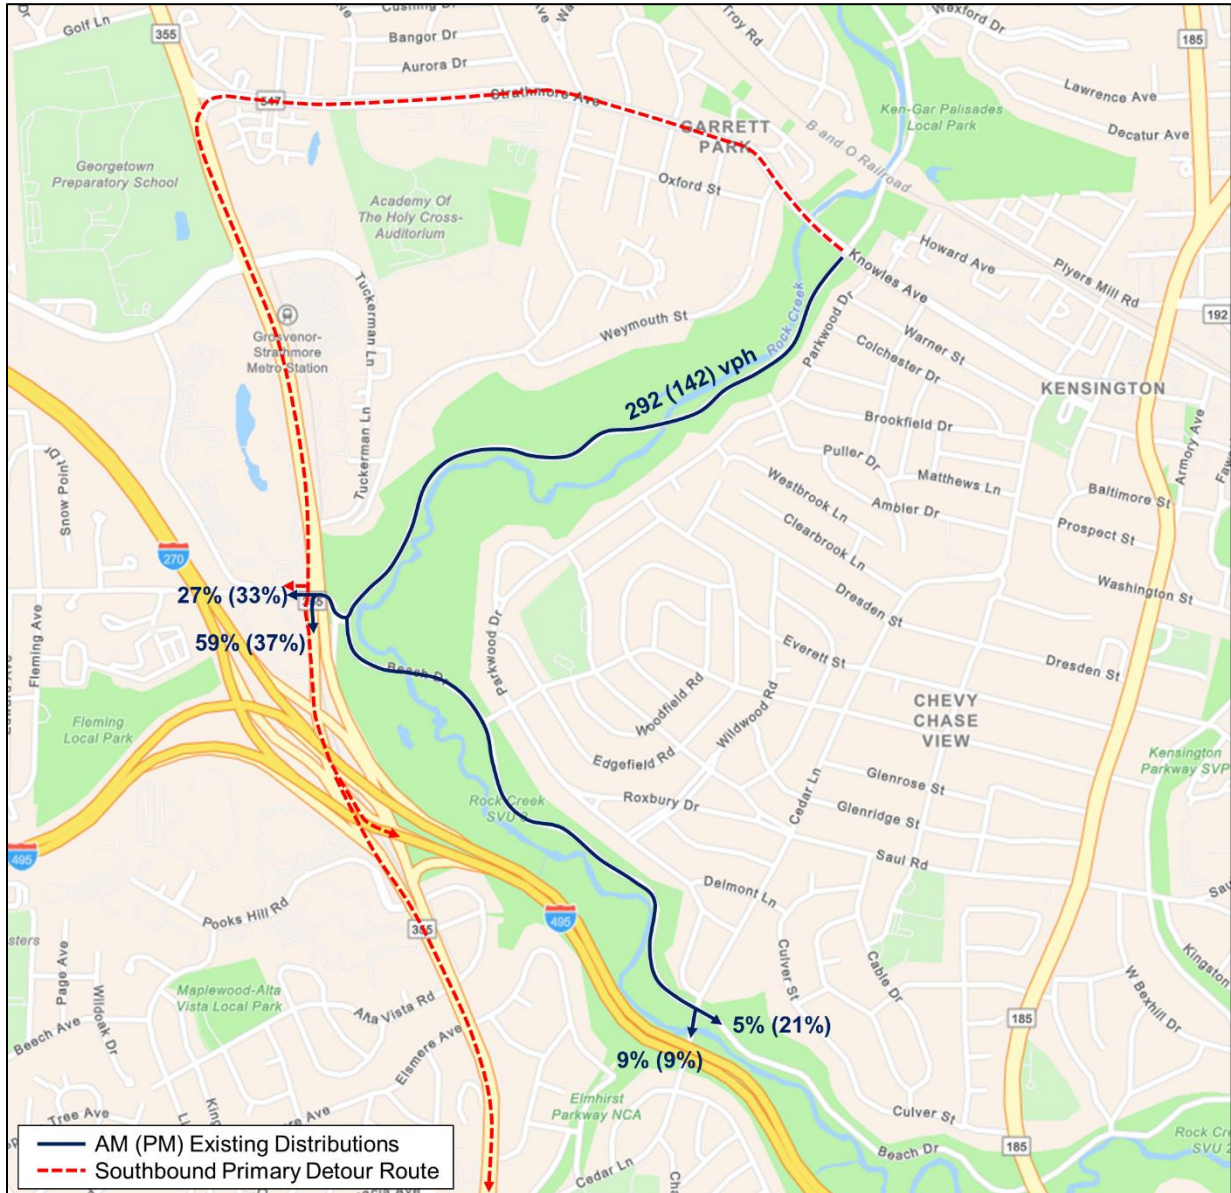 Golf Ln
355
Cushing Dr
Bangor Dr
Aurora Dr
Ave
Troy Rd
Wexford Dr
185
Lawrence Ave
Ken-Gar Palisades
Local Park
Decatur Ave
547
Strathmore Ave
GARRETT
PARK
B and O Railroad
Georgetown
Preparatory School
Academy Of
The Holy Cross-
Auditorium
Oxford St
Howard Ave
Plyers Mill Rd
Knowles Ave
192
Tuckerman Ln
Rock Creek
Parkwood Dr
Weymouth St
Warner St
Colchester Dr
Grosvenor-
Strathmore
Metro Station
292 (142) vph
KENSINGTON
Armory Ave
Brookfield Dr
Snow Point Dr
Tuckerman Ln
Puller Dr
Matthews Ln
Baltimore St
Westbrook Ln
Ambler Dr
Prospect St
Clearbrook Ln
270
Washington St
27% (33%)
Dresden St
59% (37%)
Fleming Ave
Parkwood Dr
Everett St
Dresden St
Beach Dr
Woodfield Rd
Wildwood Rd
CHEVY
CHASE
VIEW
Fleming
Local Park
Edgefield Rd
Kensington
Parkway SVP
Cedar Ln
Glenrose St
Rock Creek
Roxbury Dr
Glenridge St
495
Saul Rd
Delmont Ln
Pooks Hill Rd
495
355
Culver St
Cable Dr
Kingston
Page Ave
Wildoak Dr
Maplewood-Alta
Vista Local Park
Alta Vista Rd
W Bexhill Dr
Beech Ave
Elsmere Ave
5% (21%)
185
9% (9%)
Elmhirst
Parkway NCA
Culver St
Tree Ave
185
Beach Dr
Rock Cre
SVU 2
Cedar Ln
AM (PM) Existing Distributions
Southbound Primary Detour Route